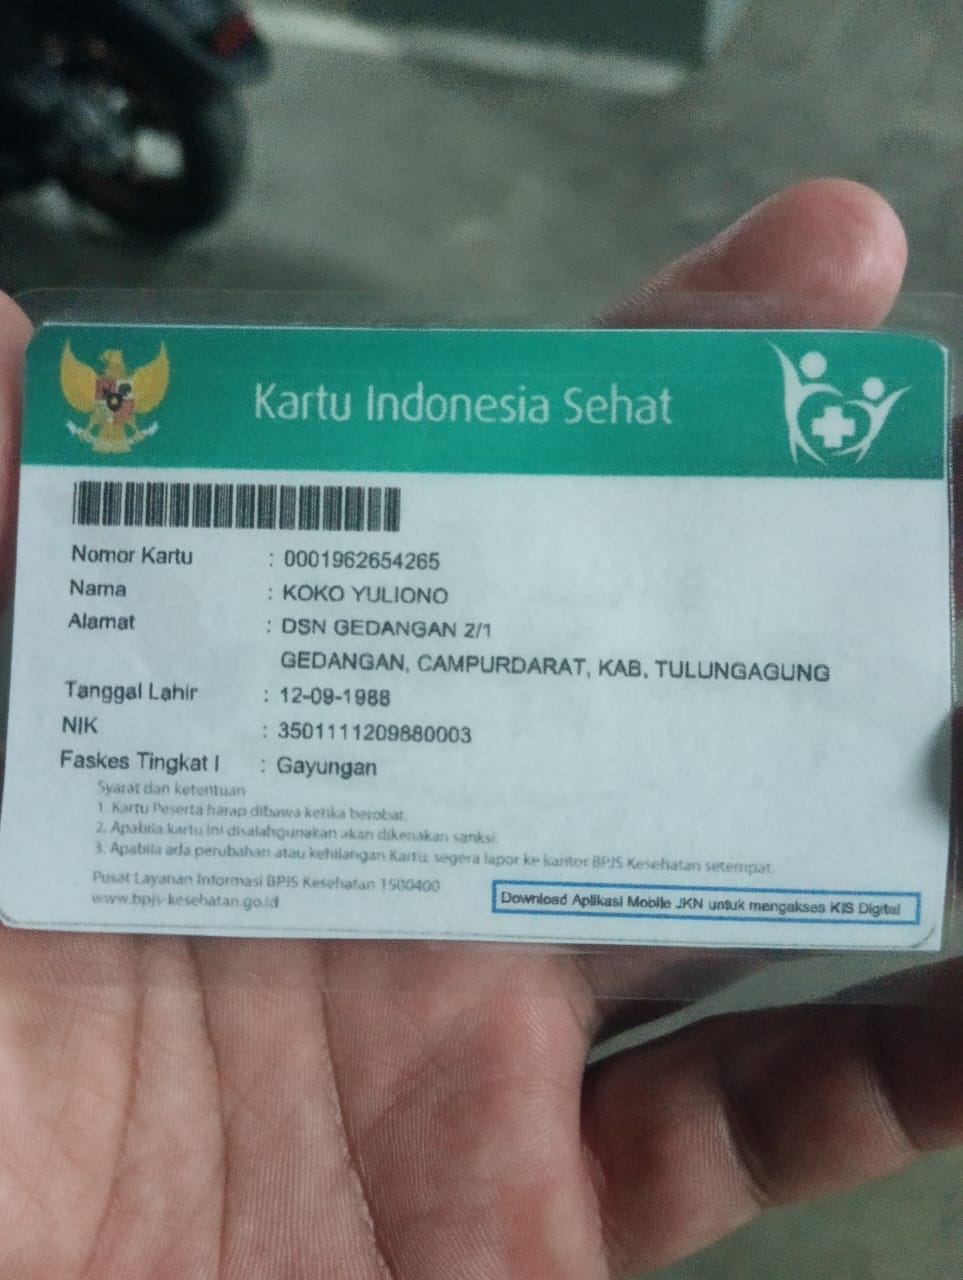 Kartu Indonesia Sehat
Nomor Kartu : 0001962654265
Nama : KOKO YULIONO
Alamat : DSN GEDANGAN 2/1
GEDANGAN, CAMPURDARAT, KAB. TULUNGAGUNG
Tanggal Lahir : 12-09-1988
NIK : 3501111209880003
Faskes Tingkat I : Gayungan
Syarat dan ketentuan
1. Kartu Peserta harap dibawa ketika berobat.
2. Apabila kartu ini disalahgunakan akan dikenakan sanksi.
3. Apabila ada perubahan atau kehilangan Kartu, segera lapor ke kantor BPJS Kesehatan setempat.
Pusat Layanan Informasi BPJS Kesehatan 1500400
www.bpjs-kesehatan.go.id
Download Aplikasi Mobile JKN untuk mengakses KIS Digital